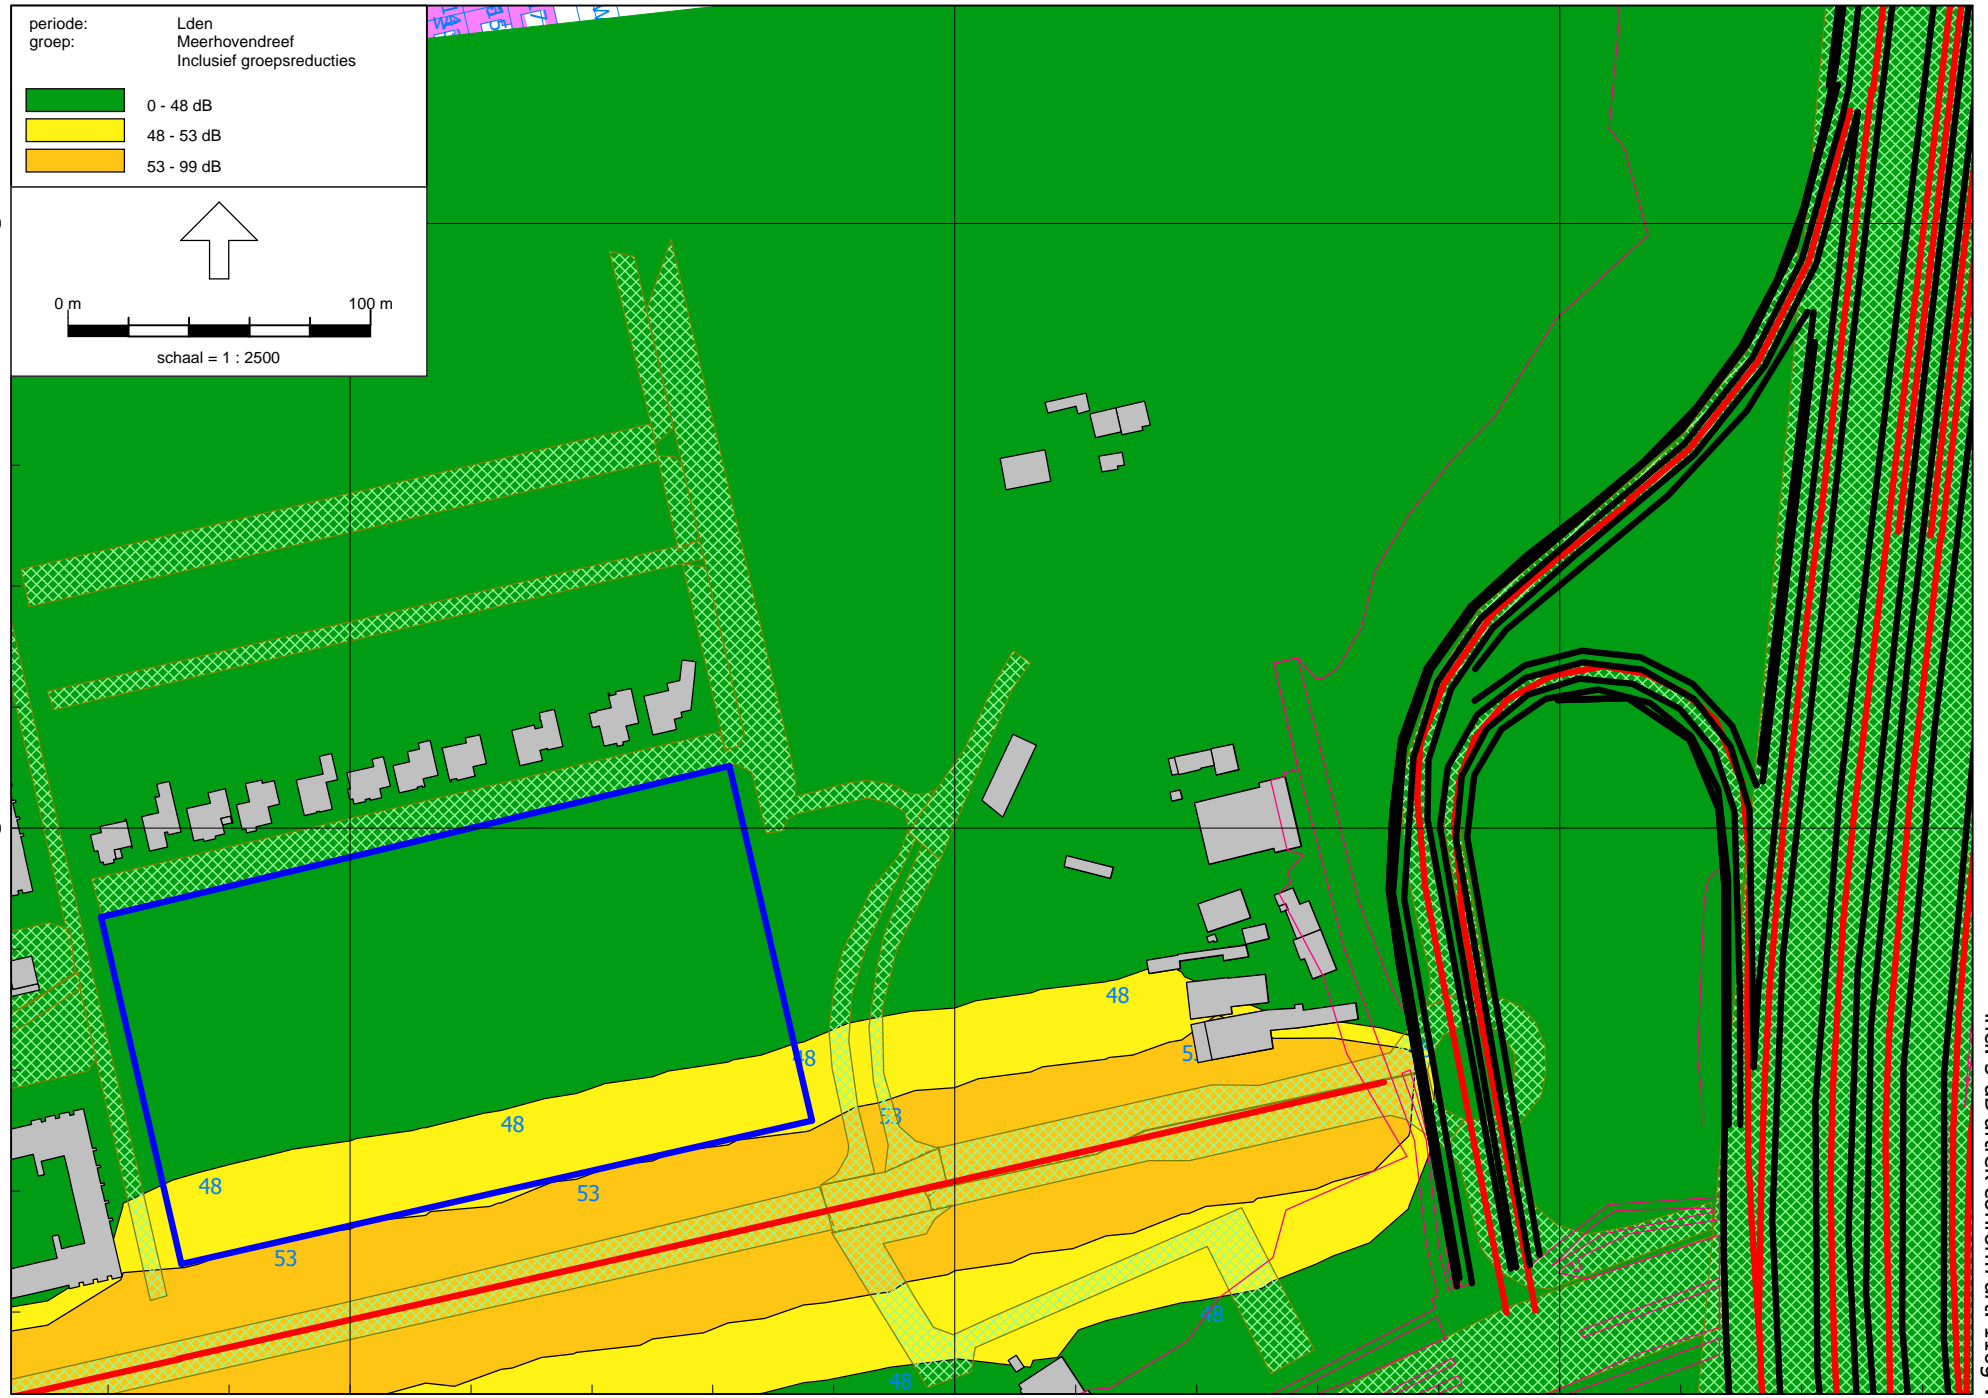 periode: Lden
groep: Meerhovendreef
Inclusief groepsreducties
0 - 48 dB
48 - 53 dB
53 - 99 dB
0 m 100 m
schaal = 1 : 2500
48
48
48
53
48
53
53
48
48